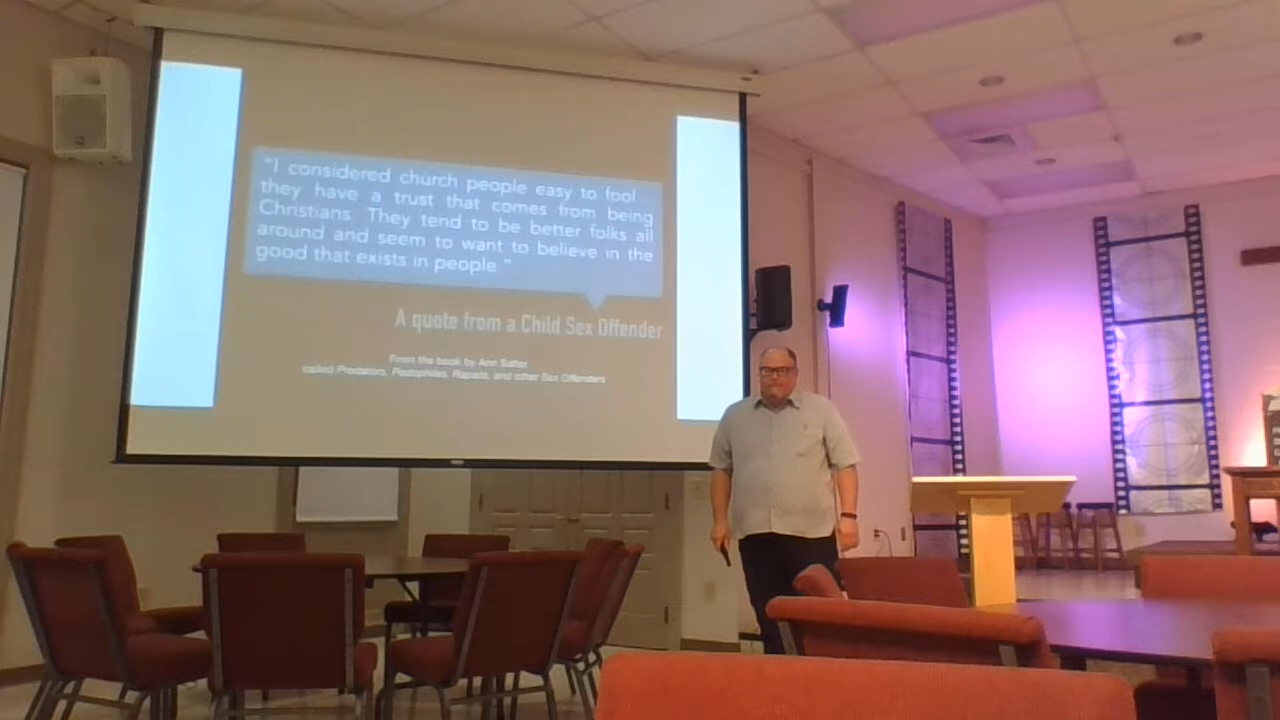 "I considered church people easy to fool...
they have a trust that comes from being
Christians. They tend to be better folks all
around and seem to want to believe in the
good that exists in people."
A quote from a Child Sex Offender
From the book by Ann Salter,
called Predators, Pedophiles, Rapists, and other Sex Offenders